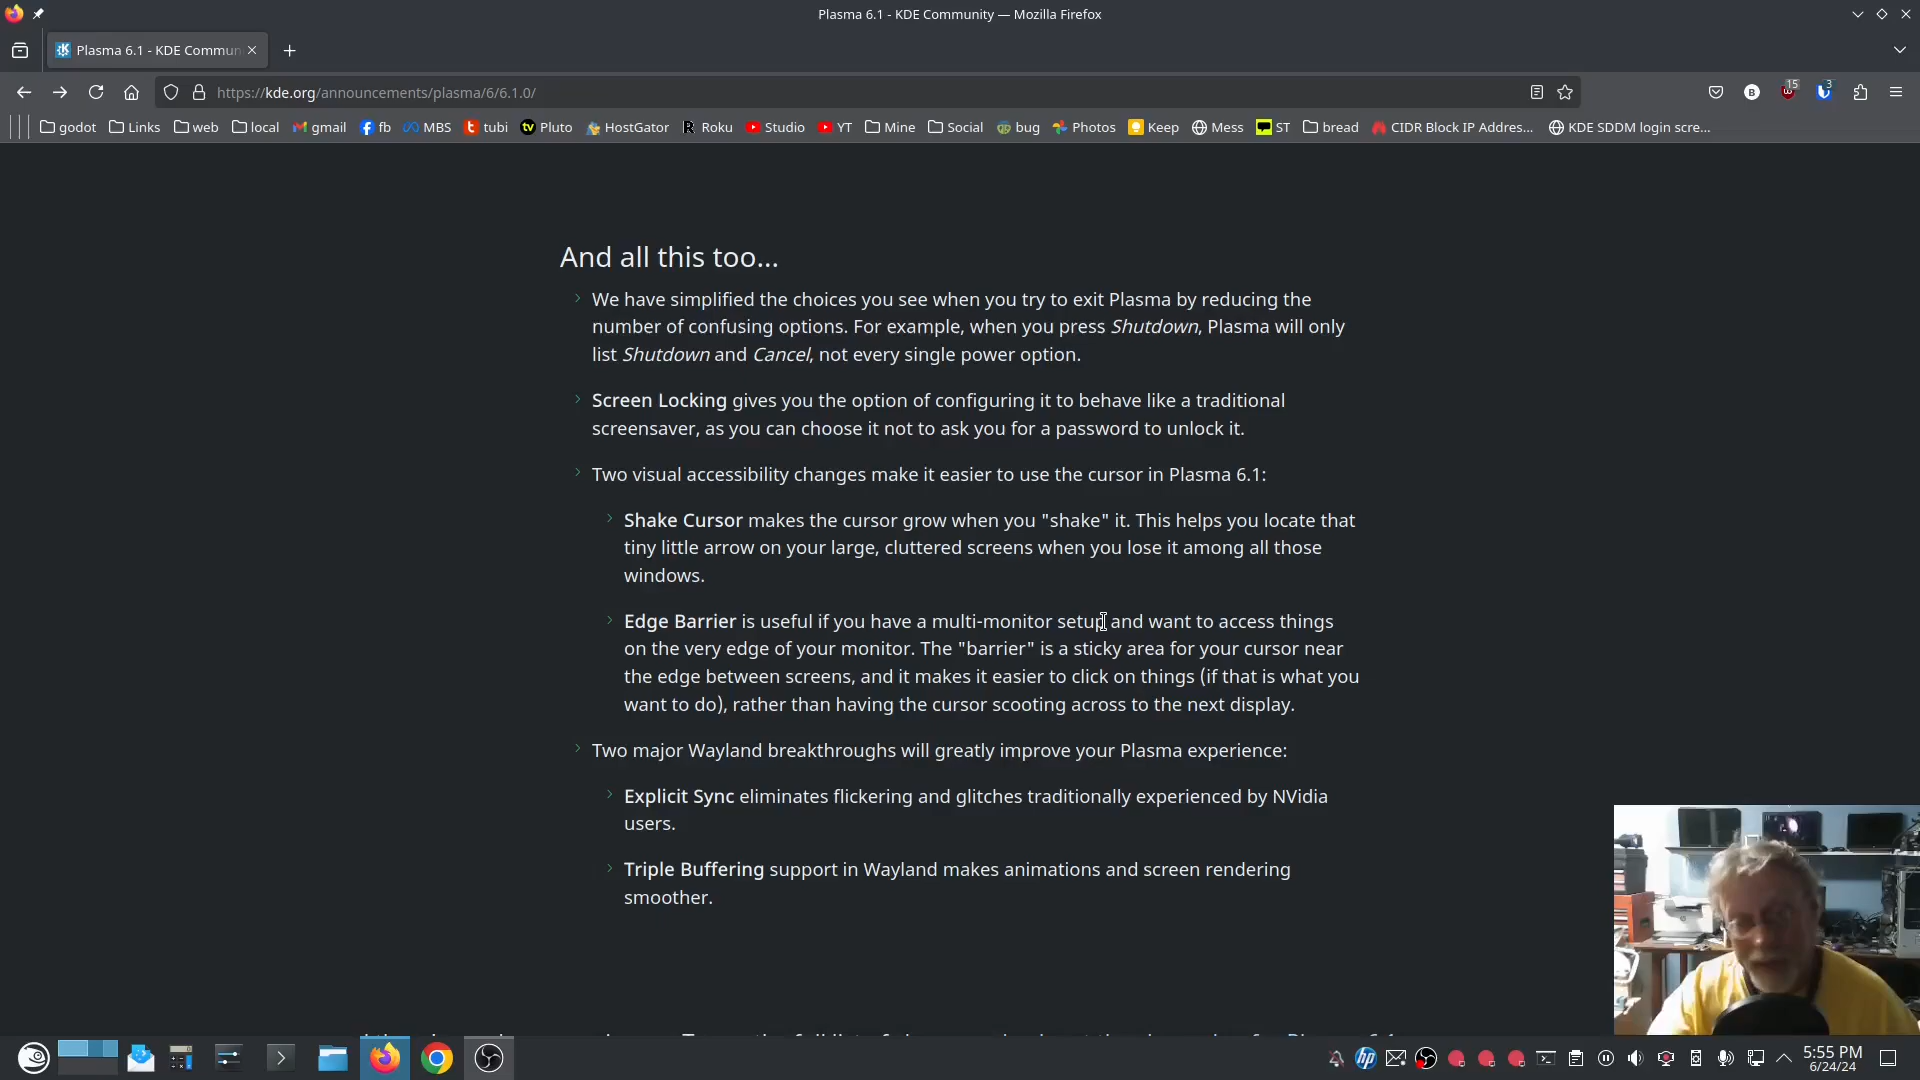 Plasma 6.1 - KDE Community — Mozilla Firefox
Plasma 6.1 - KDE Commun
https://kde.org/announcements/plasma/6/6.1.0/
15
3
B
godot Links web local gmail fb MBS tubi tv Pluto HostGator Roku Studio YT Mine Social bug Photos Keep Mess ST bread CIDR Block IP Addres... KDE SDDM login scre...
And all this too...
We have simplified the choices you see when you try to exit Plasma by reducing the
number of confusing options. For example, when you press Shutdown, Plasma will only
list Shutdown and Cancel, not every single power option.
Screen Locking gives you the option of configuring it to behave like a traditional
screensaver, as you can choose it not to ask you for a password to unlock it.
Two visual accessibility changes make it easier to use the cursor in Plasma 6.1:
Shake Cursor makes the cursor grow when you "shake" it. This helps you locate that
tiny little arrow on your large, cluttered screens when you lose it among all those
windows.
Edge Barrier is useful if you have a multi-monitor setup and want to access things
on the very edge of your monitor. The "barrier" is a sticky area for your cursor near
the edge between screens, and it makes it easier to click on things (if that is what you
want to do), rather than having the cursor scooting across to the next display.
Two major Wayland breakthroughs will greatly improve your Plasma experience:
Explicit Sync eliminates flickering and glitches traditionally experienced by NVidia
users.
Triple Buffering support in Wayland makes animations and screen rendering
smoother.
hp
5:55 PM
6/24/24